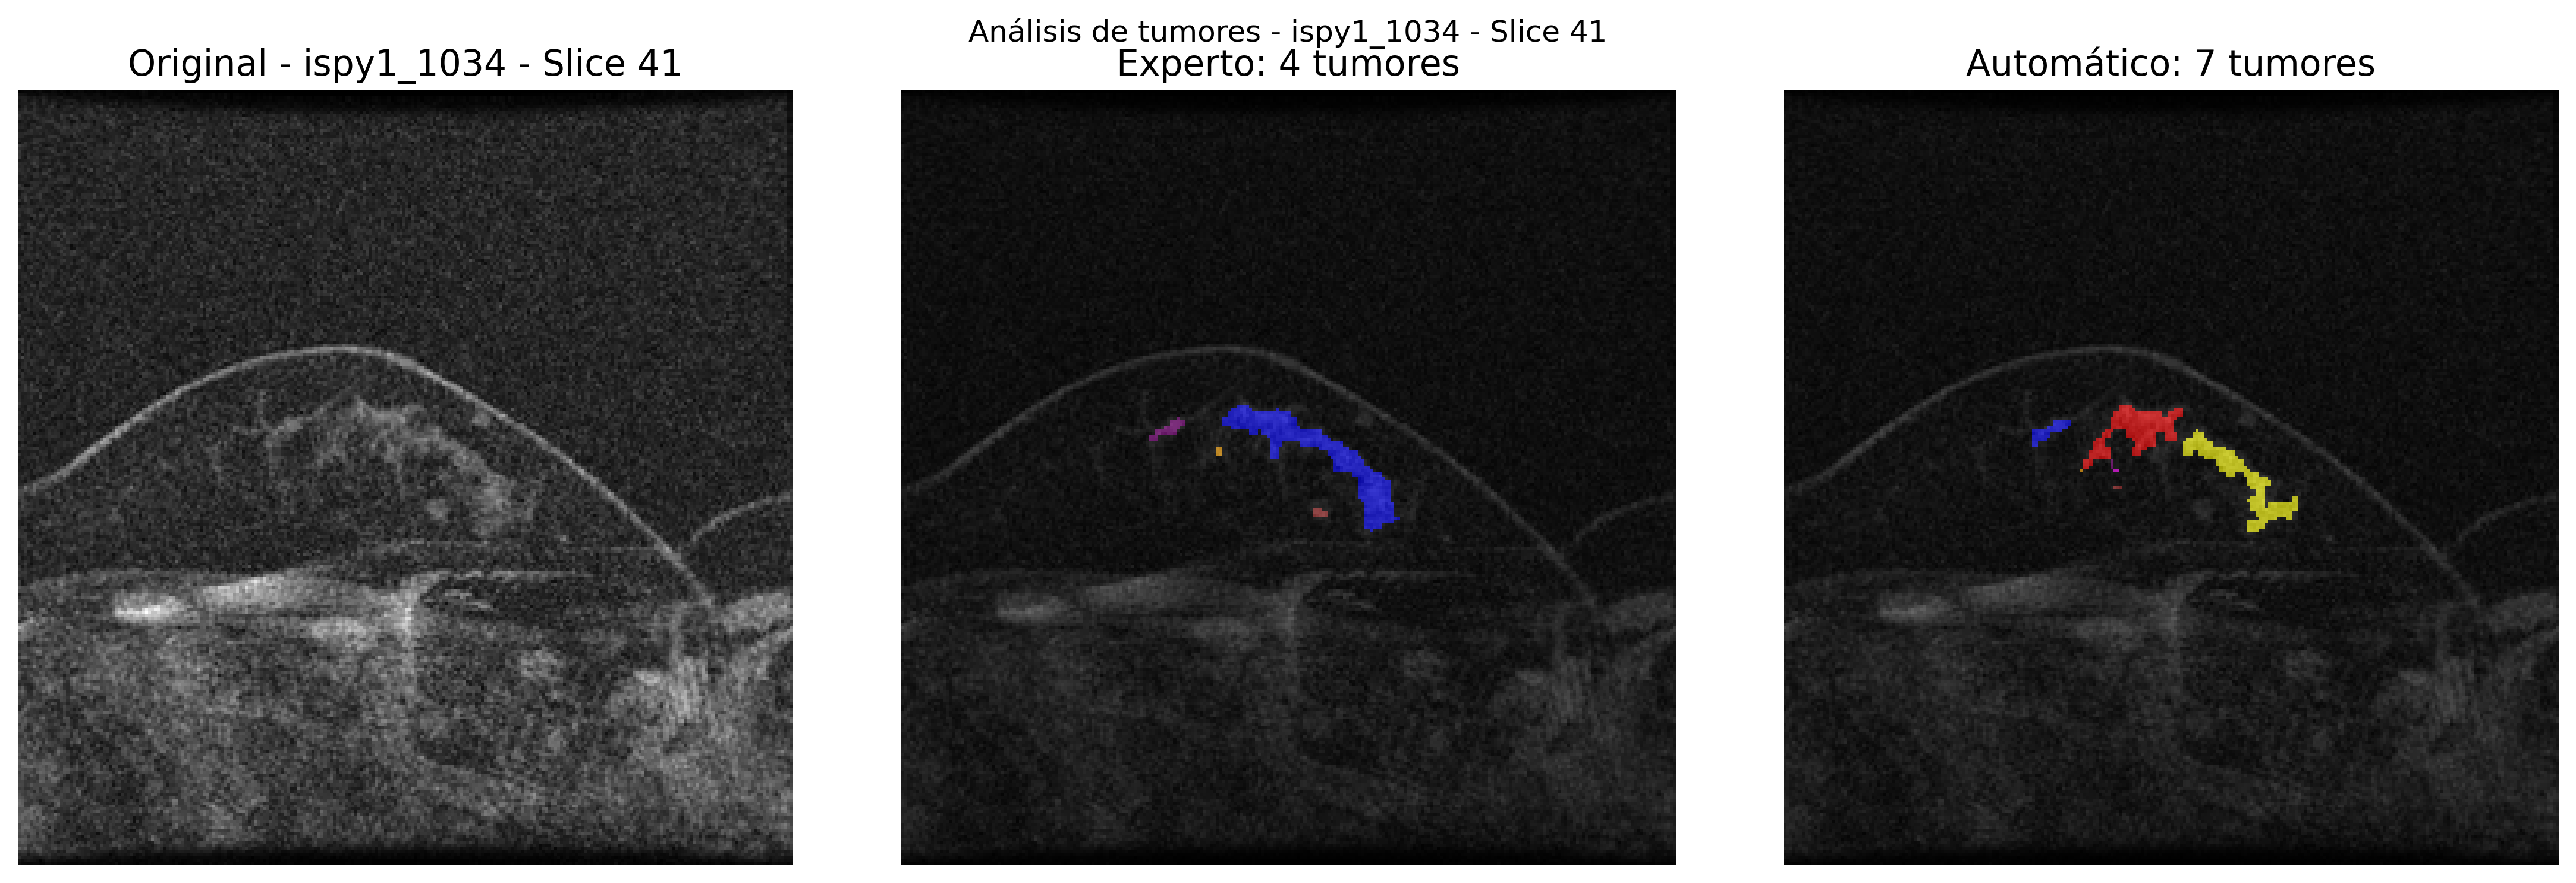 Análisis de tumores - ispy1_1034 - Slice 41
Original - ispy1_1034 - Slice 41
Experto: 4 tumores
Automático: 7 tumores